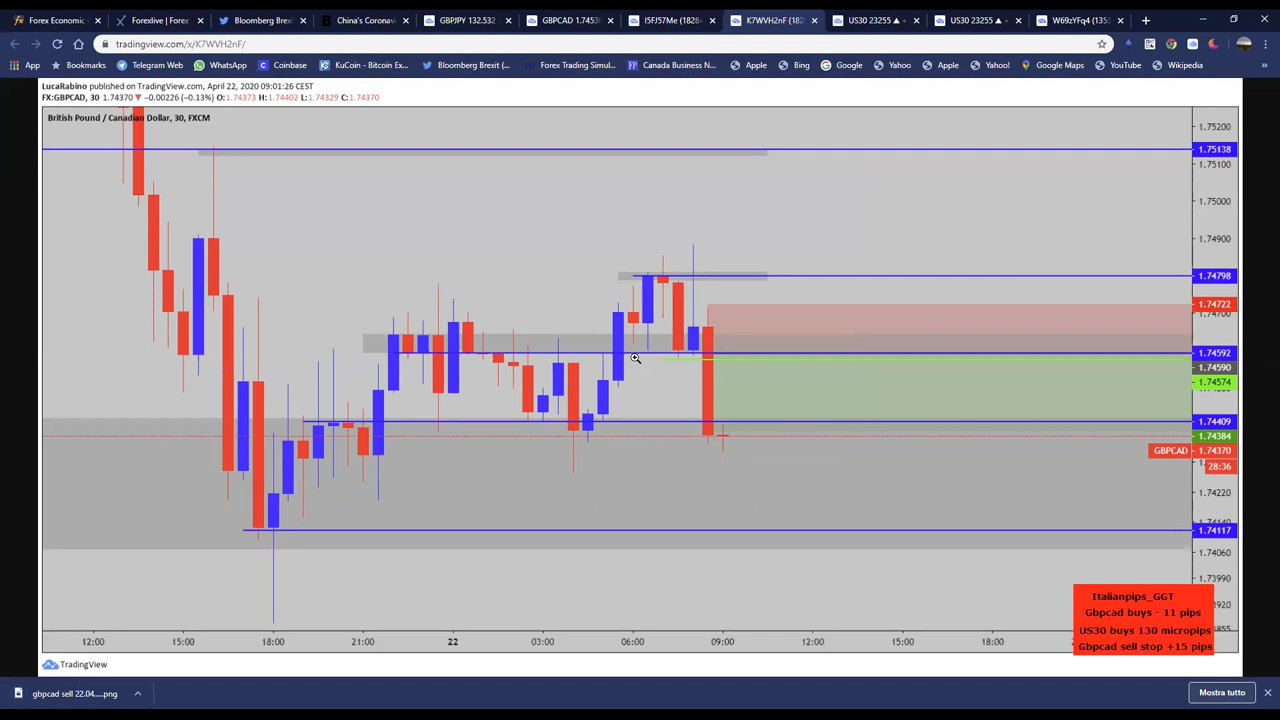 Forex Economic
Forexlive | Forex
Bloomberg Brexi
China's Coronavi
GBPJPY 132.532
GBPCAD 1.7453
I5FJ57Me (1828×
K7WVH2nF (182
US30 23255 ▲ +
US30 23255 ▲ +
W69zYFq4 (1353
tradingview.com/x/K7WVH2nF/
App
Bookmarks
Telegram Web
WhatsApp
Coinbase
KuCoin - Bitcoin Ex...
Bloomberg Brexit (...
Forex Trading Simul...
Canada Business N...
Apple
Bing
Google
Yahoo
Apple
Google Maps
YouTube
Wikipedia
LucaRabino published on TradingView.com, April 22, 2020 09:01:26 CEST
FX:GBPCAD, 30 1.74370 ▼ −0.00226 (−0.13%) O:1.74373 H:1.74402 L:1.74329 C:1.74370
British Pound / Canadian Dollar, 30, FXCM
1.75200
1.75138
1.75100
1.75000
1.74900
1.74798
1.74722
1.74700
1.74592
1.74590
1.74574
1.74409
1.74384
GBPCAD 1.74370
28:36
1.74220
1.74117
1.74060
1.73990
Italianpips_GGT
Gbpcad buys - 11 pips
US30 buys 130 micropips
Gbpcad sell stop +15 pips
12:00
15:00
18:00
21:00
22
03:00
06:00
09:00
12:00
15:00
18:00
TradingView
gbpcad sell 22.04.....png
Mostra tutto